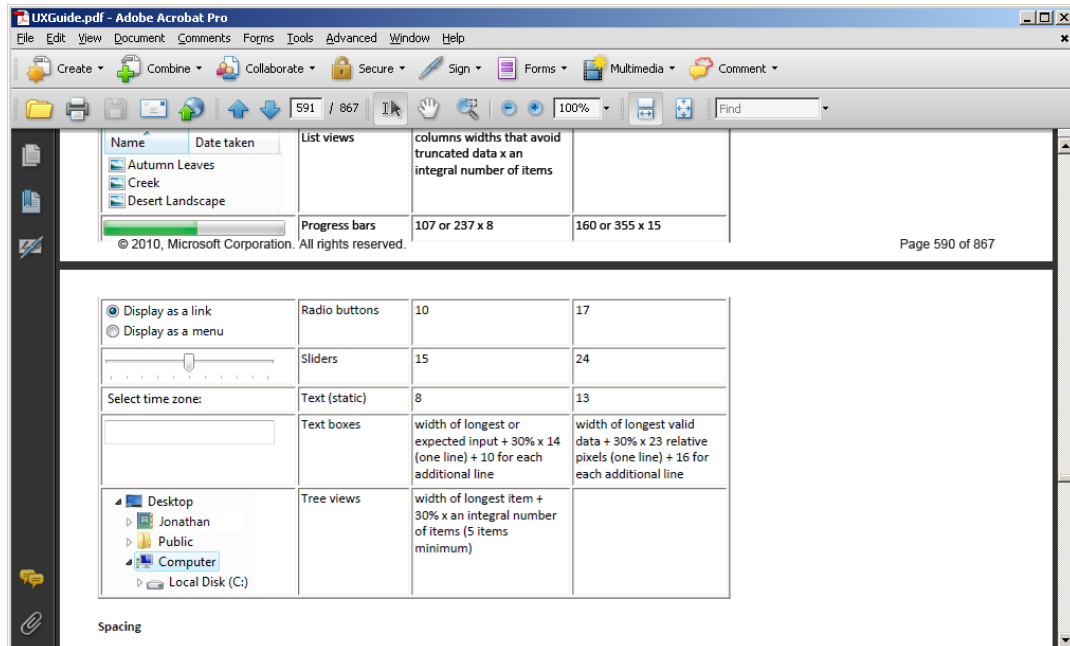 UXGuide.pdf - Adobe Acrobat Pro
File Edit View Document Comments Forms Tools Advanced Window Help
Create Combine Collaborate Secure Sign Forms Multimedia Comment
591 / 867 100% Find
Name Date taken
Autumn Leaves
Creek
Desert Landscape
List views
columns widths that avoid
truncated data x an
integral number of items
Progress bars 107 or 237 x 8 160 or 355 x 15
© 2010, Microsoft Corporation. All rights reserved. Page 590 of 867
Display as a link
Display as a menu
Radio buttons 10 17
Sliders 15 24
Select time zone: Text (static) 8 13
Text boxes
width of longest or
expected input + 30% x 14
(one line) + 10 for each
additional line
width of longest valid
data + 30% x 23 relative
pixels (one line) + 16 for
each additional line
Desktop
Jonathan
Public
Computer
Local Disk (C:)
Tree views
width of longest item +
30% x an integral number
of items (5 items
minimum)
Spacing